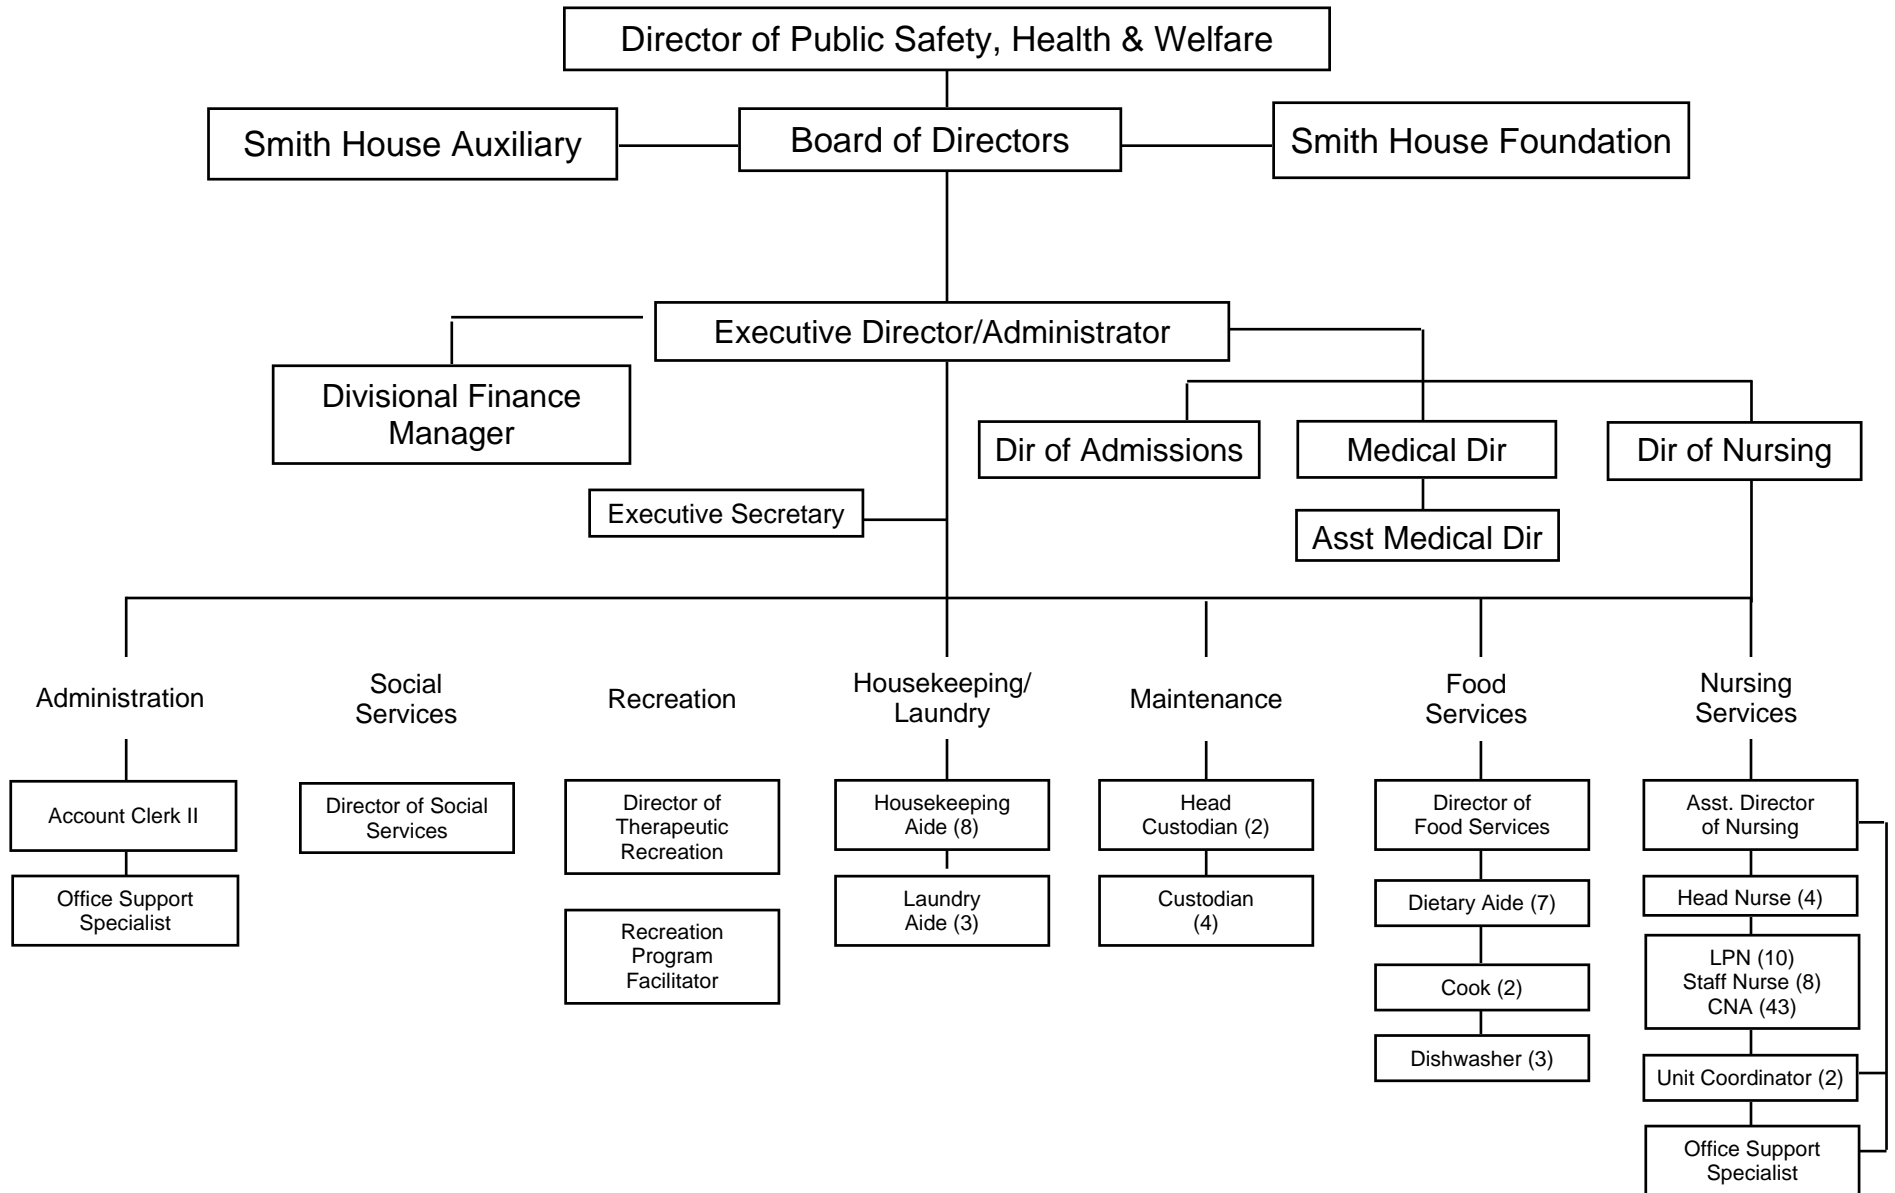 Director of Public Safety, Health & Welfare
Smith House Auxiliary
Board of Directors
Smith House Foundation
Executive Director/Administrator
Divisional Finance
Manager
Dir of Admissions
Medical Dir
Dir of Nursing
Executive Secretary
Asst Medical Dir
Administration
Social
Services
Recreation
Housekeeping/
Laundry
Maintenance
Food
Services
Nursing
Services
Account Clerk II
Office Support
Specialist
Director of Social
Services
Director of
Therapeutic
Recreation
Recreation
Program
Facilitator
Housekeeping
Aide (8)
Laundry
Aide (3)
Head
Custodian (2)
Custodian
(4)
Director of
Food Services
Dietary Aide (7)
Cook (2)
Dishwasher (3)
Asst. Director
of Nursing
Head Nurse (4)
LPN (10)
Staff Nurse (8)
CNA (43)
Unit Coordinator (2)
Office Support
Specialist